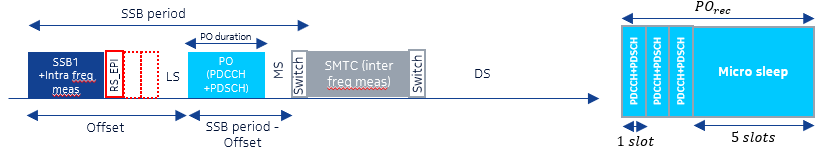 SSB period
PO duration
SSB1
+Intra freq
meas
RS_EPI
LS
PO
(PDCCH
+PDSCH)
MS
Switch
SMTC (inter
freq meas)
Switch
DS
Offset
SSB period -
Offset
PO_rec
PDCCH+PDSCH
PDCCH+PDSCH
PDCCH+PDSCH
Micro sleep
1 slot
5 slots